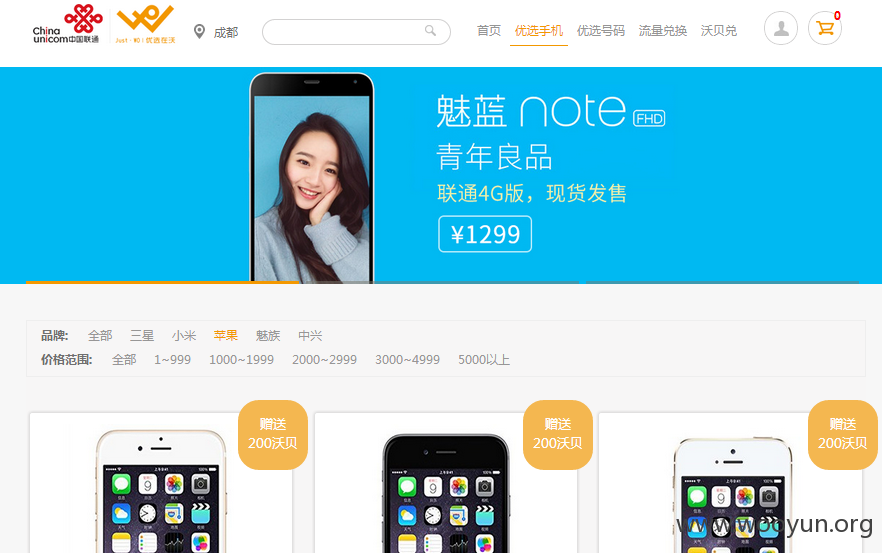 China
unicom中国联通
Just·和i优选在沃
成都
首页 优选手机 优选号码 流量兑换 沃贝兑
0
魅蓝 note FHD
青年良品
联通4G版，现货发售
¥1299
品牌: 全部 三星 小米 苹果 魅族 中兴
价格范围: 全部 1~999 1000~1999 2000~2999 3000~4999 5000以上
赠送
200沃贝
赠送
200沃贝
赠送
200沃贝
www.wooyun.org